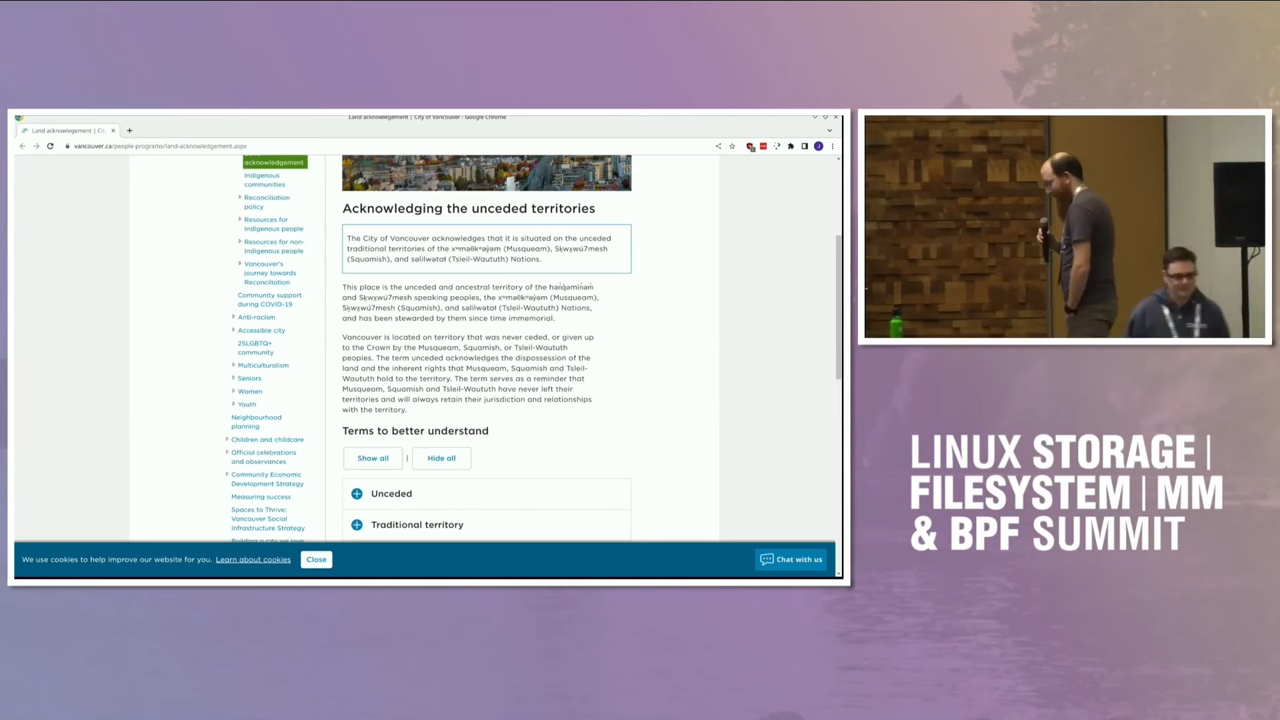 Land acknowlegement | City of Vancouver - Google Chrome
Land acknowlegement | Cit
vancouver.ca/people-programs/land-acknowledgement.aspx
J
acknowledgement
Indigenous
communities
Reconciliation
policy
Resources for
Indigenous people
Resources for non-
Indigenous people
Vancouver's
journey towards
Reconciliation
Community support
during COVID-19
Anti-racism
Accessible city
2SLGBTQ+
community
Multiculturalism
Seniors
Women
Youth
Neighbourhood
planning
Children and childcare
Official celebrations
and observances
Community Economic
Development Strategy
Measuring success
Spaces to Thrive:
Vancouver Social
Infrastructure Strategy
Building a city we love
Acknowledging the unceded territories
The City of Vancouver acknowledges that it is situated on the unceded
traditional territories of the xʷməθkʷəy̓əm (Musqueam), Sḵwx̱wú7mesh
(Squamish), and səlilwətaɬ (Tsleil-Waututh) Nations.
This place is the unceded and ancestral territory of the hən̓q̓əmin̓əm̓
and Sḵwx̱wú7mesh speaking peoples, the xʷməθkʷəy̓əm (Musqueam),
Sḵwx̱wú7mesh (Squamish), and səlilwətaɬ (Tsleil-Waututh) Nations,
and has been stewarded by them since time immemorial.
Vancouver is located on territory that was never ceded, or given up
to the Crown by the Musqueam, Squamish, or Tsleil-Waututh
peoples. The term unceded acknowledges the dispossession of the
land and the inherent rights that Musqueam, Squamish and Tsleil-
Waututh hold to the territory. The term serves as a reminder that
Musqueam, Squamish and Tsleil-Waututh have never left their
territories and will always retain their jurisdiction and relationships
with the territory.
Terms to better understand
Show all | Hide all
Unceded
Traditional territory
We use cookies to help improve our website for you. Learn about cookies Close
Chat with us
LINUX STORAGE |
FILESYSTEM | MM
& BPF SUMMIT